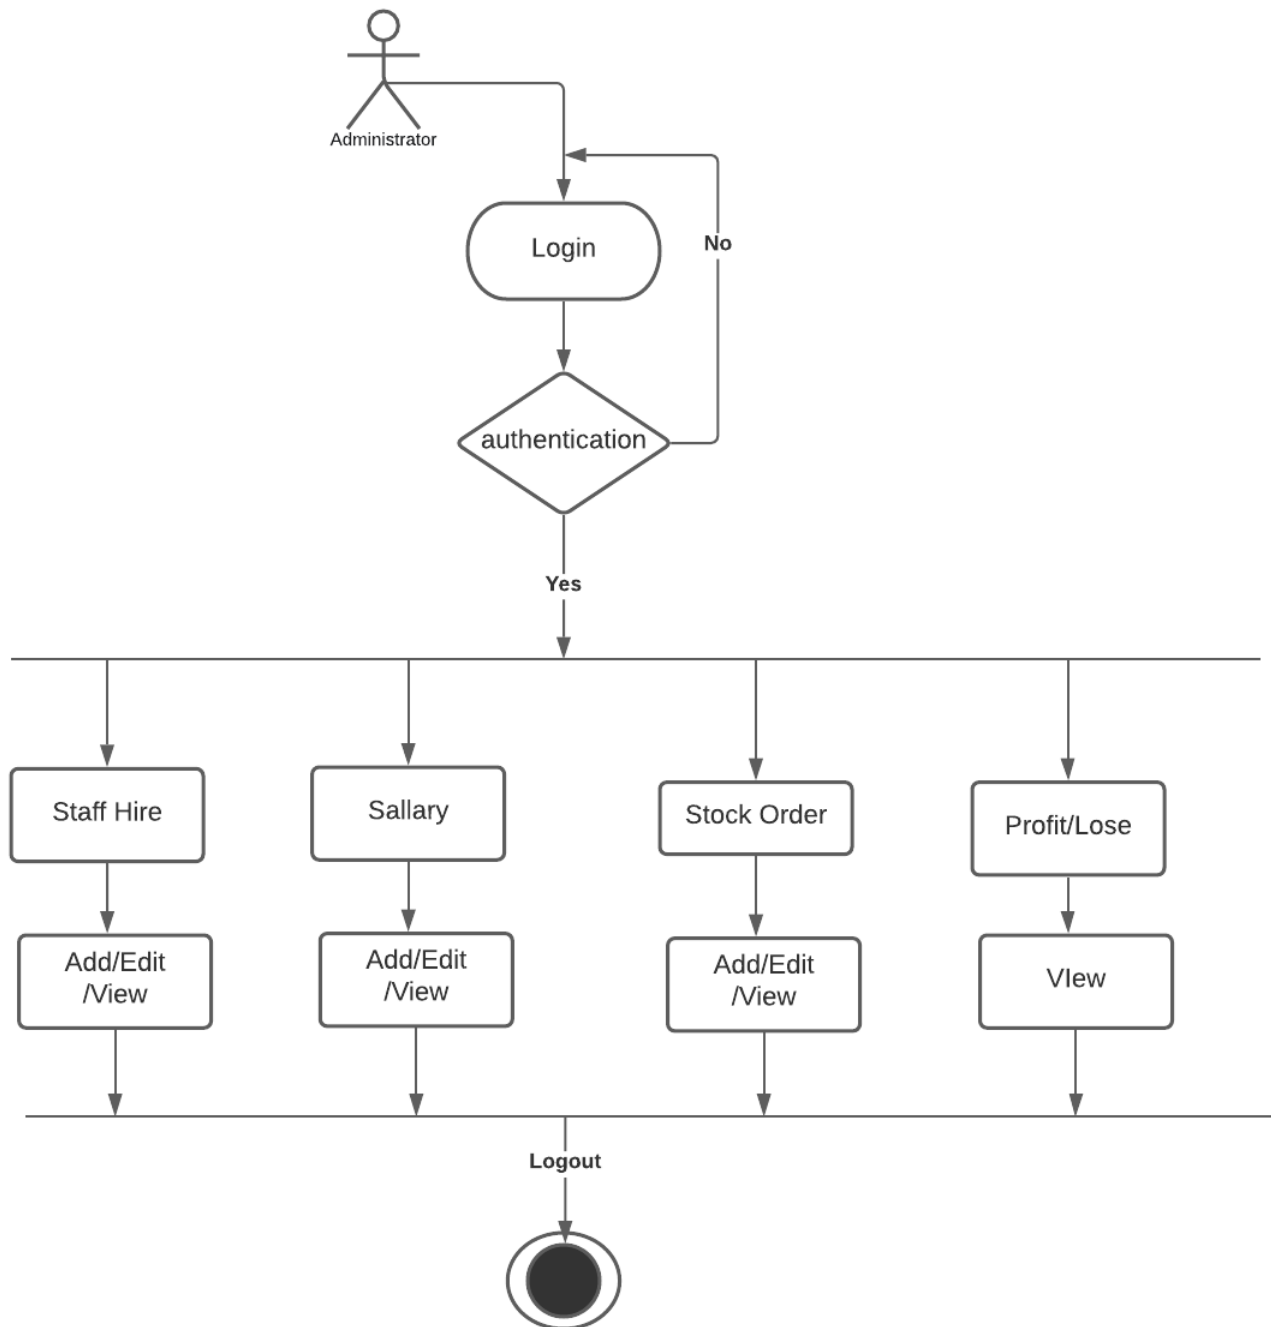 Administrator
Login
No
authentication
Yes
Staff Hire
Sallary
Stock Order
Profit/Lose
Add/Edit
/View
Add/Edit
/View
Add/Edit
/View
VIew
Logout